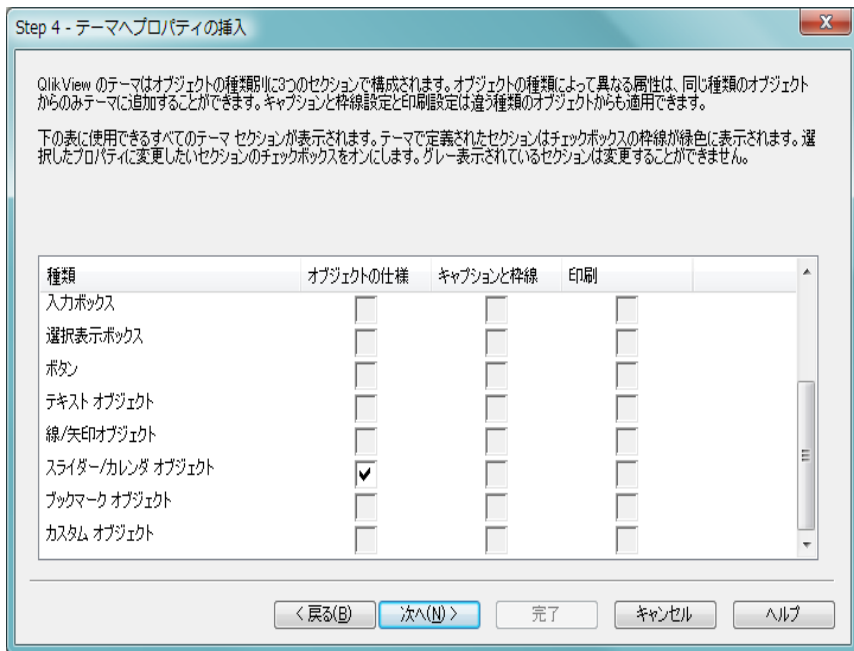 Step 4 - テーマへプロパティの挿入
QlikView のテーマはオブジェクトの種類別に3つのセクションで構成されます。オブジェクトの種類によって異なる属性は、同じ種類のオブジェクト
からのみテーマに追加することができます。キャプションと枠線設定と印刷設定は違う種類のオブジェクトからも適用できます。
下の表に使用できるすべてのテーマ セクションが表示されます。テーマで定義されたセクションはチェックボックスの枠線が緑色に表示されます。選
択したプロパティに変更したいセクションのチェックボックスをオンにします。グレー表示されているセクションは変更することができません。
種類 オブジェクトの仕様 キャプションと枠線 印刷
入力ボックス
選択表示ボックス
ボタン
テキスト オブジェクト
線/矢印オブジェクト
スライダー/カレンダ オブジェクト
ブックマーク オブジェクト
カスタム オブジェクト
< 戻る(B) 次へ(N) > 完了 キャンセル ヘルプ